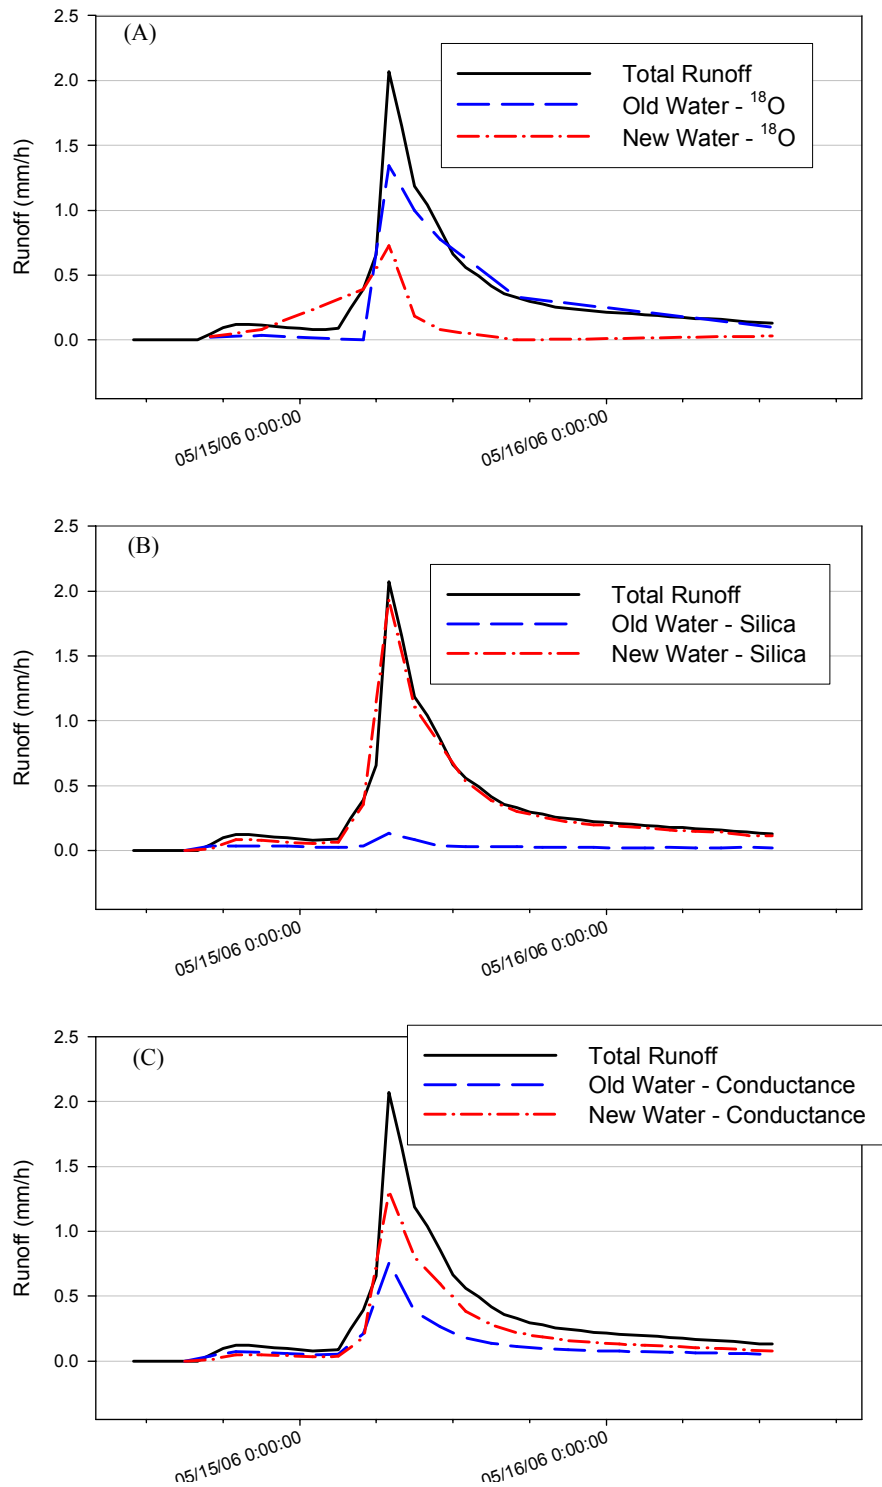 (A)
Total Runoff
Old Water - ¹⁸O
New Water - ¹⁸O
Runoff (mm/h)
2.5
2.0
1.5
1.0
0.5
0.0
05/15/06 0:00:00
05/16/06 0:00:00
(B)
Total Runoff
Old Water - Silica
New Water - Silica
Runoff (mm/h)
2.5
2.0
1.5
1.0
0.5
0.0
05/15/06 0:00:00
05/16/06 0:00:00
(C)
Total Runoff
Old Water - Conductance
New Water - Conductance
Runoff (mm/h)
2.5
2.0
1.5
1.0
0.5
0.0
05/15/06 0:00:00
05/16/06 0:00:00